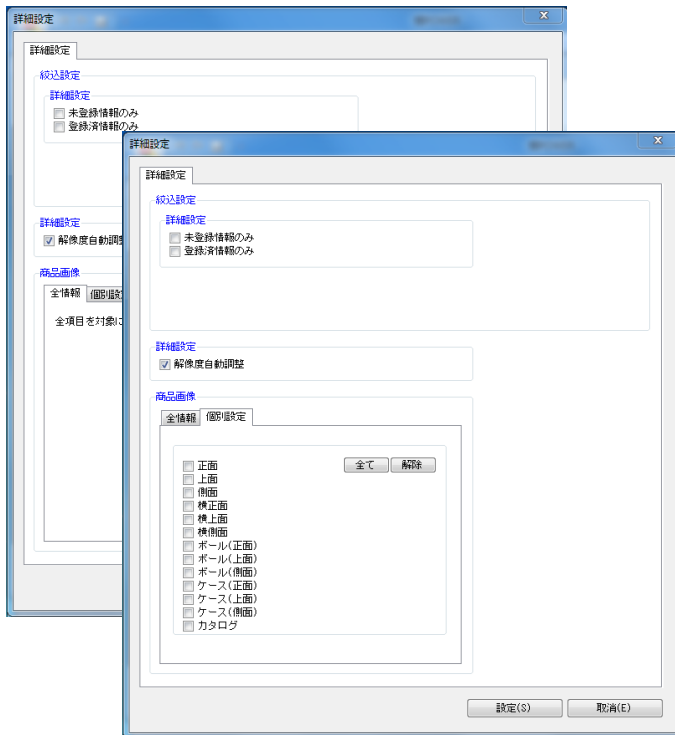 詳細設定
詳細設定
絞込設定
詳細設定
未登録情報のみ
登録済情報のみ
詳細設定
解像度自動調整
商品画像
全情報
個別設
全項目を対象に
詳細設定
詳細設定
絞込設定
詳細設定
未登録情報のみ
登録済情報のみ
詳細設定
解像度自動調整
商品画像
全情報 個別設定
全て 解除
正面
上面
側面
横正面
横上面
横側面
ボール(正面)
ボール(上面)
ボール(側面)
ケース(正面)
ケース(上面)
ケース(側面)
カタログ
設定(S) 取消(E)